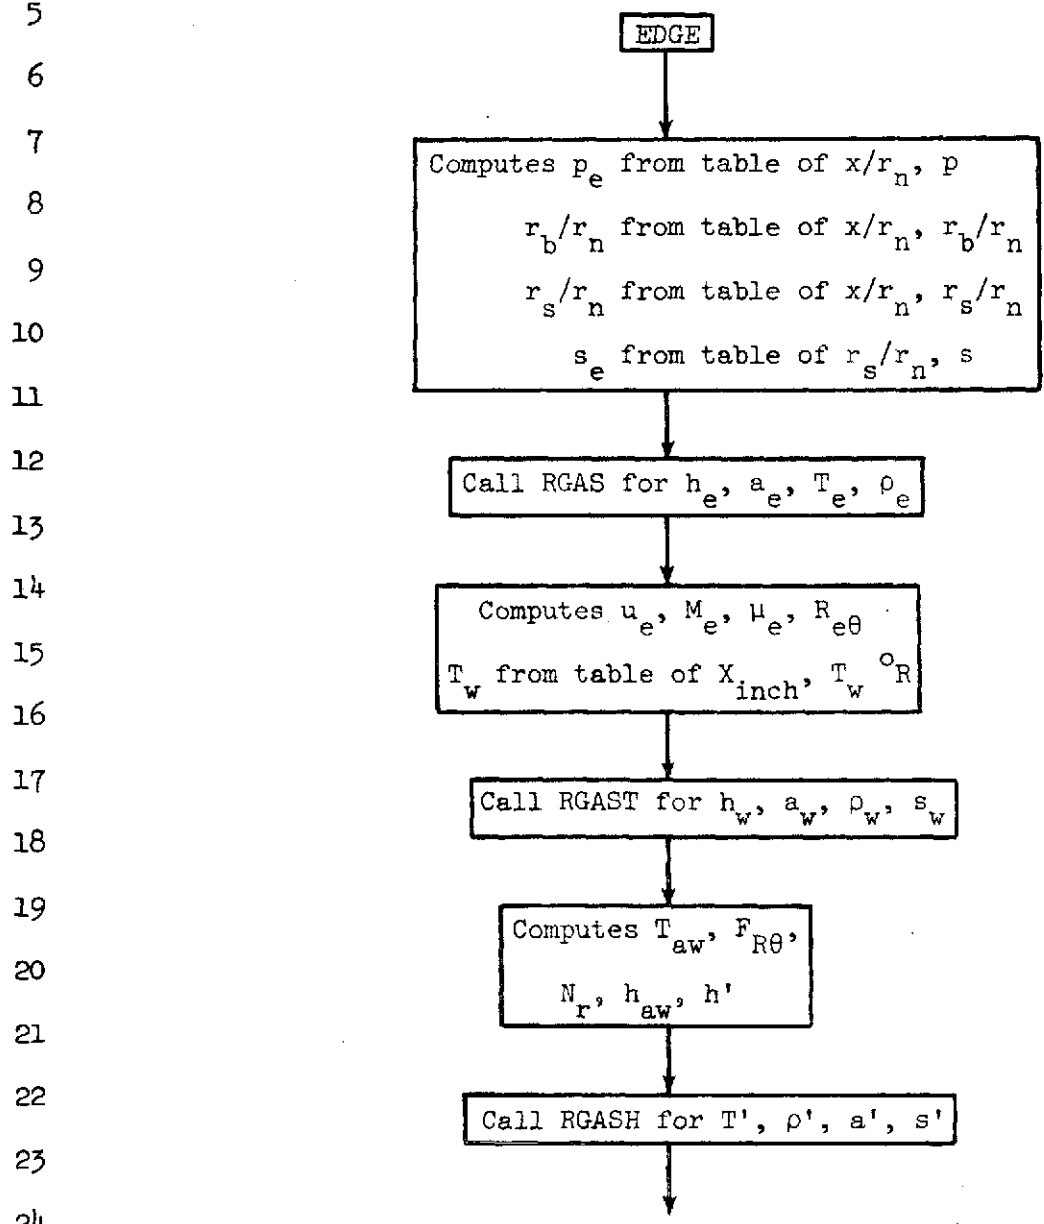 5
EDGE
6
7
Computes p_e from table of x/r_n, p
8
r_b/r_n from table of x/r_n, r_b/r_n
9
r_s/r_n from table of x/r_n, r_s/r_n
10
s_e from table of r_s/r_n, s
11
12
Call RGAS for h_e, a_e, T_e, ρ_e
13
14
Computes u_e, M_e, μ_e, R_eθ
15
T_w from table of X_inch, T_w °R
16
17
Call RGAST for h_w, a_w, ρ_w, s_w
18
19
Computes T_aw, F_Rθ,
20
N_r, h_aw, h'
21
22
Call RGASH for T', ρ', a', s'
23
24